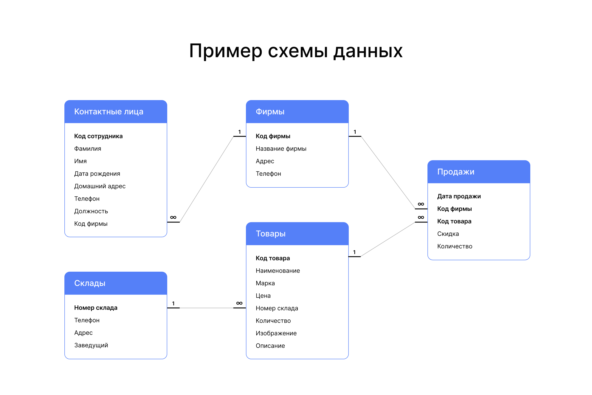 Пример схемы данных
Контактные лица
Код сотрудника
Фамилия
Имя
Дата рождения
Домашний адрес
Телефон
Должность
Код фирмы
∞
1
Фирмы
Код фирмы
Название фирмы
Адрес
Телефон
1
Продажи
Дата продажи
∞
Код фирмы
∞
Код товара
Скидка
Количество
Товары
Код товара
1
Наименование
Марка
Цена
Номер склада
Количество
Изображение
Описание
Склады
Номер склада
1
∞
Телефон
Адрес
Заведущий